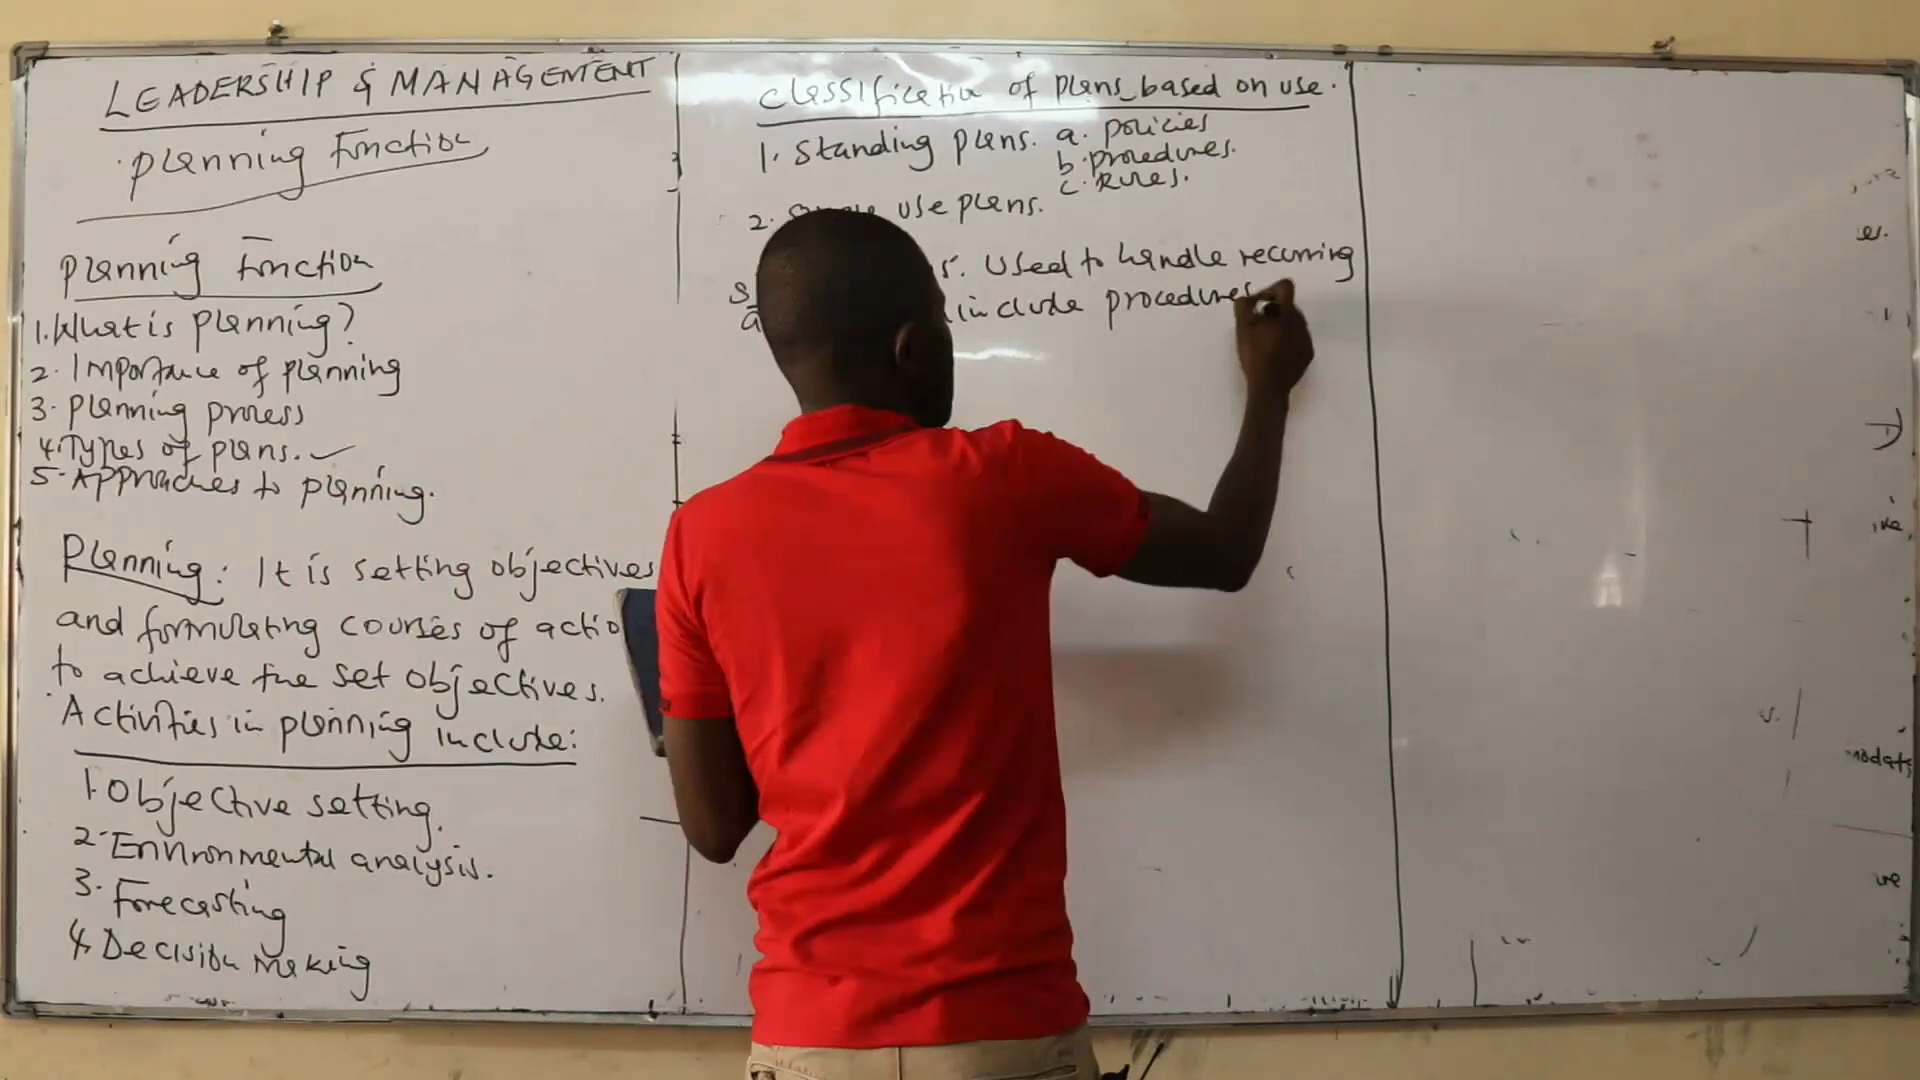 LEADERSHIP & MANAGEMENT
Planning Function
Planning Function
1. What is planning?
2. Importance of planning
3. Planning process
4. Types of plans.
5. Approaches to planning.
Planning: It is setting objectives
and formulating courses of actio
to achieve the set objectives.
Activities in planning include:
1. Objective setting.
2. Environmental analysis.
3. Forecasting
4. Decision making
Classification of plans based on use.
1. Standing plans. a. policies
b. procedures.
c. Rules.
2. use plans.
s. Used to handle recurring
include procedures